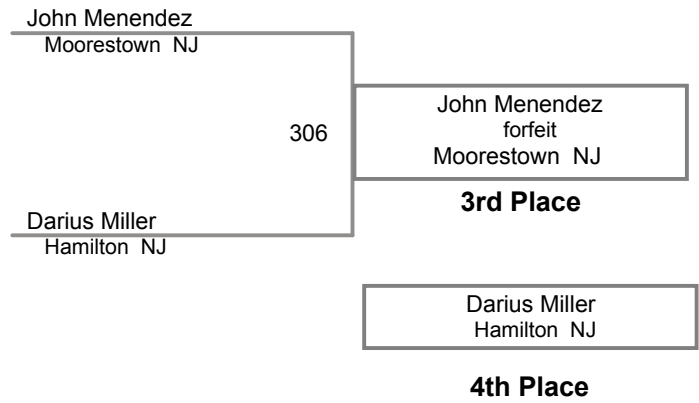 John Menendez
Moorestown NJ
306
John Menendez
forfeit
Moorestown NJ
3rd Place
Darius Miller
Hamilton NJ
Darius Miller
Hamilton NJ
4th Place